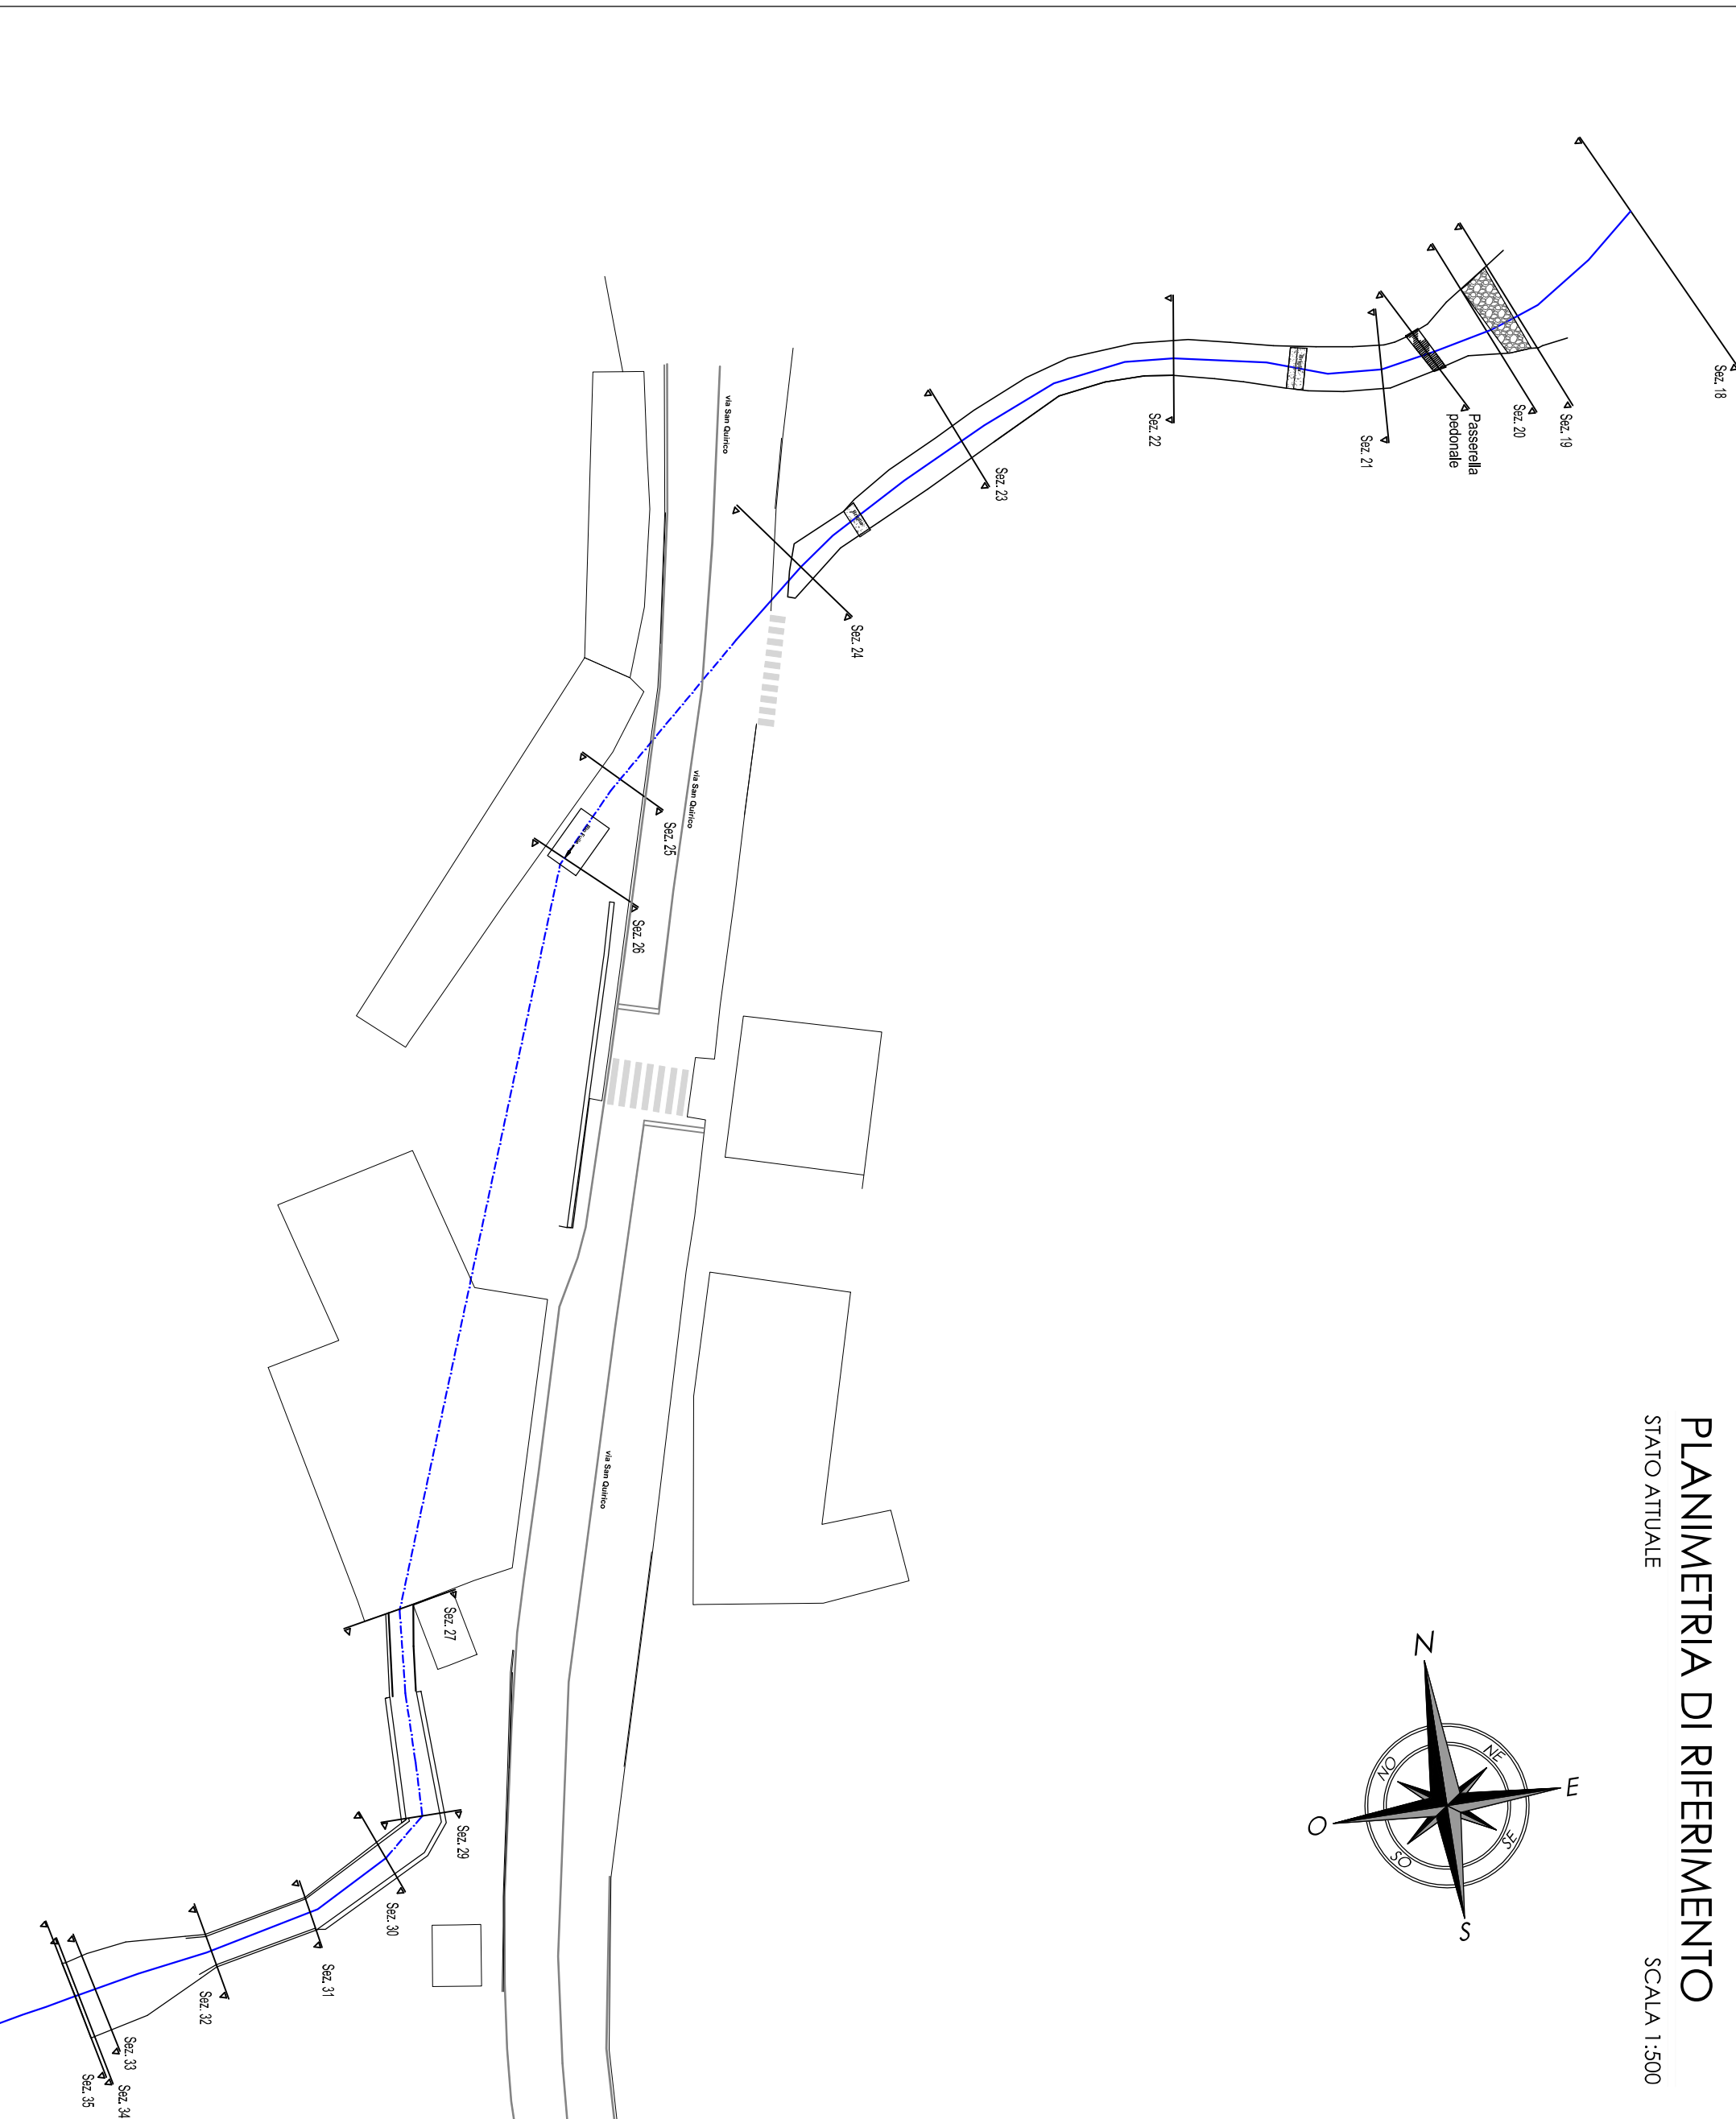 PLANIMETRIA DI RIFERIMENTO
STATO ATTUALE
SCALA 1:500
Sez. 18
Sez. 19
Sez. 20
Passerella
pedonale
Sez. 21
Sez. 22
Sez. 23
Sez. 24
via San Quirico
via San Quirico
Sez. 25
Sez. 26
via San Quirico
Sez. 27
Sez. 29
Sez. 30
Sez. 31
Sez. 32
Sez. 33
Sez. 34
Sez. 35
N
NE
E
SE
S
SO
O
NO